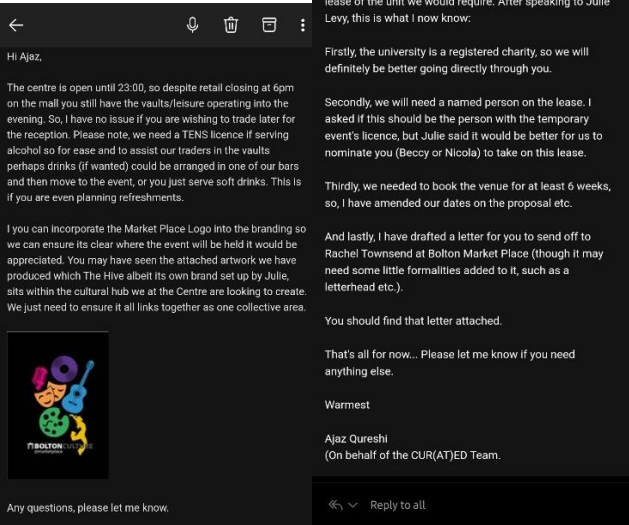 Hi Ajaz,
The centre is open until 23:00, so despite retail closing at 6pm
on the mall you still have the vaults/leisure operating into the
evening. So, I have no issue if you are wishing to trade later for
the reception. Please note, we need a TENS licence if serving
alcohol so for ease and to assist our traders in the vaults
perhaps drinks (if wanted) could be arranged in one of our bars
and then move to the event, or you just serve soft drinks. This is
if you are even planning refreshments.
I you can incorporate the Market Place Logo into the branding so
we can ensure its clear where the event will be held it would be
appreciated. You may have seen the attached artwork we have
produced which The Hive albeit its own brand set up by Julie,
sits within the cultural hub we at the Centre are looking to create.
We just need to ensure it all links together as one collective area.
BOLTON CULTURE
@marketplace
Any questions, please let me know.
lease of the unit we would require. After speaking to Julie
Levy, this is what I now know:
Firstly, the university is a registered charity, so we will
definitely be better going directly through you.
Secondly, we will need a named person on the lease. I
asked if this should be the person with the temporary
event's licence, but Julie said it would be better for us to
nominate you (Beccy or Nicola) to take on this lease.
Thirdly, we needed to book the venue for at least 6 weeks,
so, I have amended our dates on the proposal etc.
And lastly, I have drafted a letter for you to send off to
Rachel Townsend at Bolton Market Place (though it may
need some little formalities added to it, such as a
letterhead etc.).
You should find that letter attached.
That's all for now... Please let me know if you need
anything else.
Warmest
Ajaz Qureshi
(On behalf of the CUR(AT)ED Team.
Reply to all